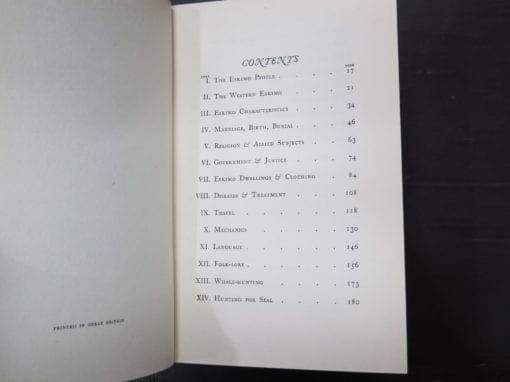 PRINTED IN GREAT BRITAIN
CONTENTS
PAGE
I. THE ESKIMO PEOPLE . . . . 17
II. THE WESTERN ESKIMO . . . . 21
III. ESKIMO CHARACTERISTICS . . . . 34
IV. MARRIAGE, BIRTH, BURIAL . . . 46
V. RELIGION & ALLIED SUBJECTS . . . 63
VI. GOVERNMENT & JUSTICE . . . 74
VII. ESKIMO DWELLINGS & CLOTHING . . 84
VIII. DISEASES & TREATMENT . . . . 108
IX. TRAVEL . . . . . . 118
X. MECHANICS . . . . . 130
XI. LANGUAGE . . . . . 146
XII. FOLK-LORE . . . . . 156
XIII. WHALE-HUNTING . . . . 173
XIV. HUNTING FOR SEAL . . . . 180